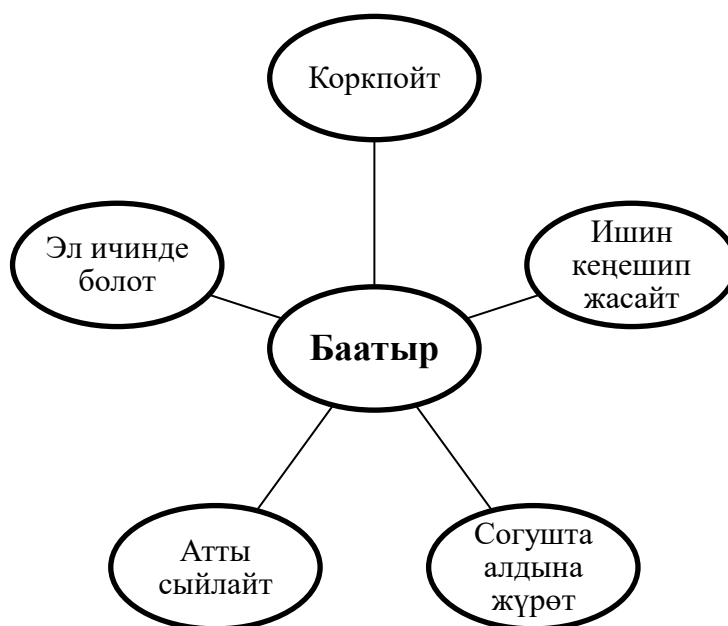 Коркпойт
Эл ичинде
болот
Ишин
кеңешип
жасайт
Баатыр
Атты
сыйлайт
Согушта
алдына
жүрөт